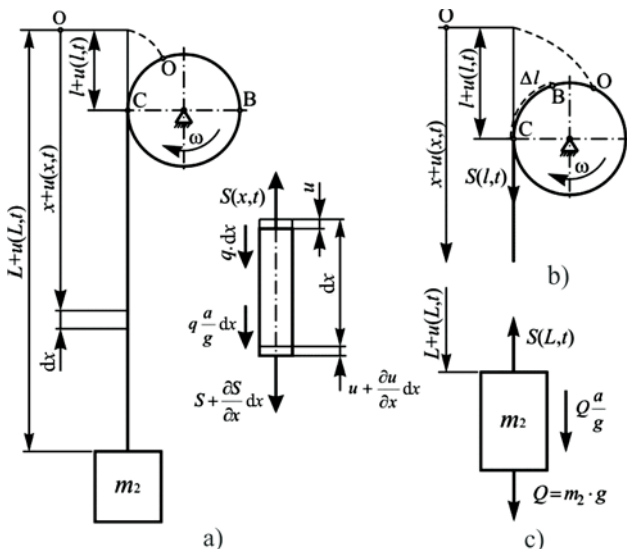 O
l+u(l,t)
O
C
B
ω
x+u(x,t)
L+u(L,t)
dx
m₂
a)
S(x,t)
u
q·dx
dx
q a/g dx
S+∂S/∂x dx
u+∂u/∂x dx
O
l+u(l,t)
Δl
B
O
C
ω
S(l,t)
x+u(x,t)
b)
L+u(L,t)
S(L,t)
m₂
Q a/g
Q=m₂·g
c)